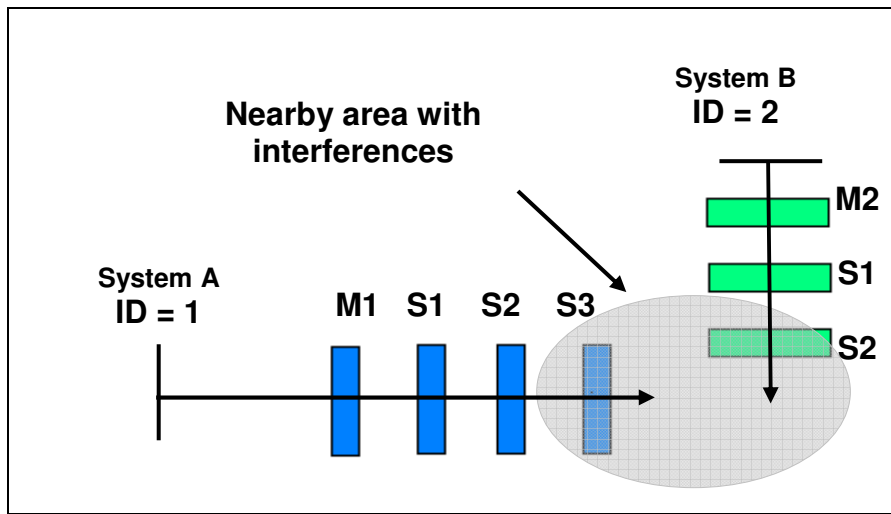 System B
ID = 2
Nearby area with
interferences
M2
System A
ID = 1
S1
M1 S1 S2 S3
S2